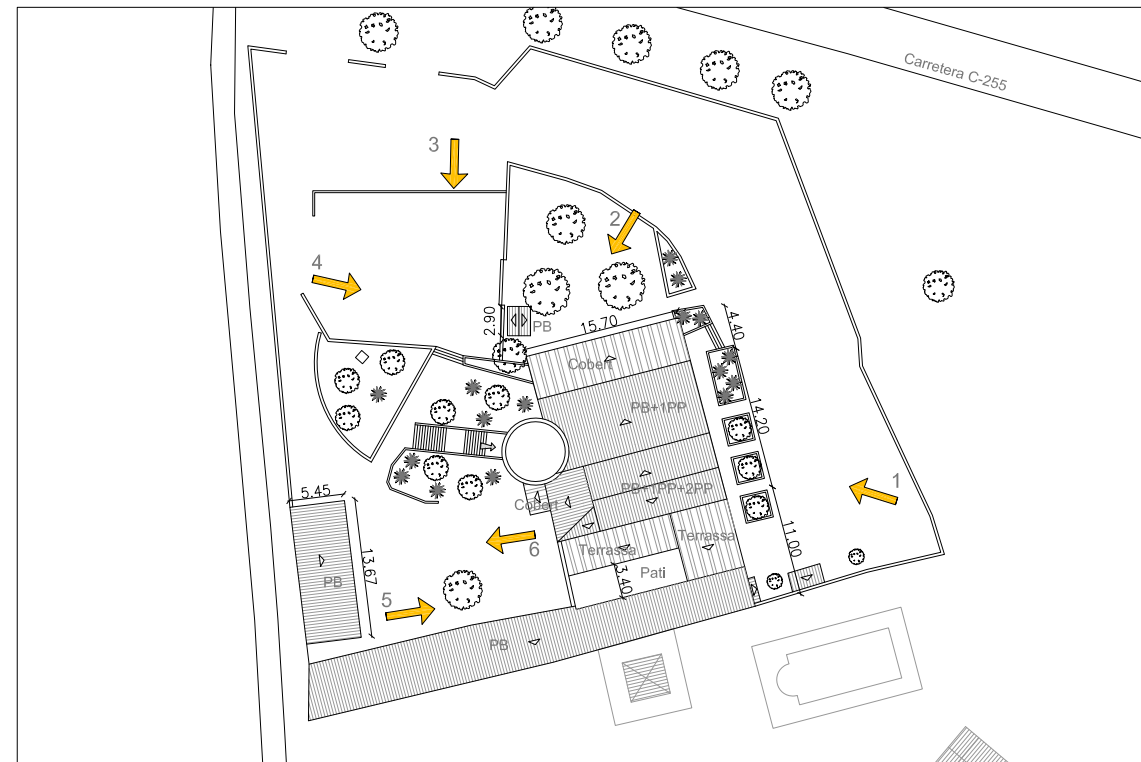 Carretera C-255
3
2
4
2.90
PB
15.70
4.40
Cobert
PB+1PP
14.20
1
PB+1PP+2PP
5.45
Cobert
6
Terrassa
Terrassa
11.00
13.67
PB
3.40
Pati
5
PB